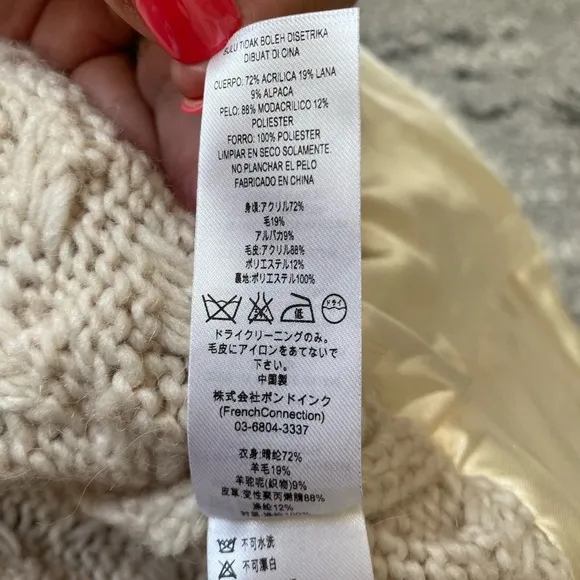 BULU TIDAK BOLEH DISETRIKA
DIBUAT DI CINA
CUERPO: 72% ACRILICA 19% LANA
9% ALPACA
PELO: 88% MODACRILICO 12%
POLIESTER
FORRO: 100% POLIESTER
LIMPIAR EN SECO SOLAMENTE.
NO PLANCHAR EL PELO
FABRICADO EN CHINA
身頃:アクリル72%
毛19%
アルパカ9%
毛皮:アクリル88%
ポリエステル12%
裏地:ポリエステル100%
低 ドライ
ドライクリーニングのみ。
毛皮にアイロンをあてないで
下さい。
中国製
株式会社ボンドインク
(FrenchConnection)
03-6804-3337
衣身:晴纶72%
羊毛19%
羊驼呢(织物)9%
皮草:变性聚丙烯腈88%
涤纶12%
不可水洗
不可漂白